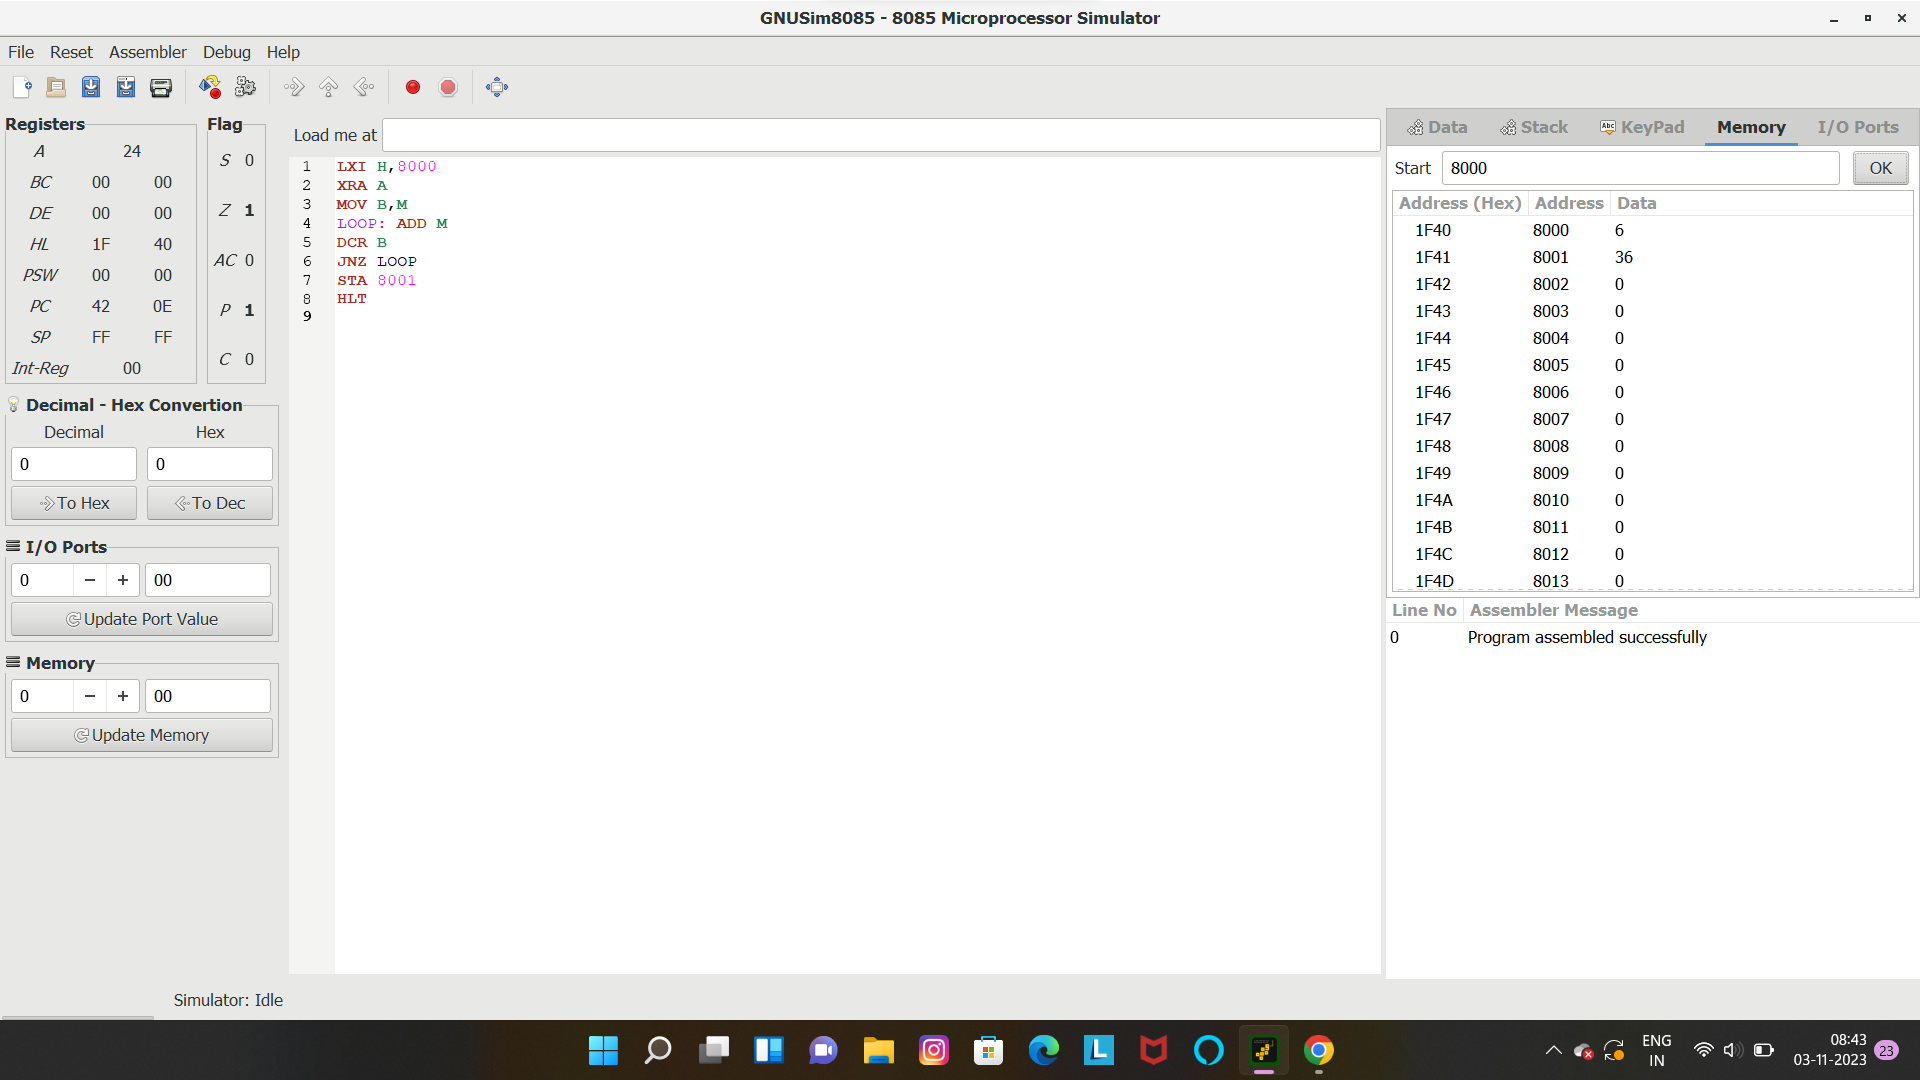 GNUSim8085 - 8085 Microprocessor Simulator
File Reset Assembler Debug Help
Registers
A 24
BC 00 00
DE 00 00
HL 1F 40
PSW 00 00
PC 42 0E
SP FF FF
Int-Reg 00
Flag
S 0
Z 1
AC 0
P 1
C 0
Decimal - Hex Convertion
Decimal Hex
0 0
To Hex To Dec
I/O Ports
0 − + 00
Update Port Value
Memory
0 − + 00
Update Memory
Load me at
1 LXI H,8000
2 XRA A
3 MOV B,M
4 LOOP: ADD M
5 DCR B
6 JNZ LOOP
7 STA 8001
8 HLT
9
Data Stack Abc KeyPad Memory I/O Ports
Start 8000 OK
Address (Hex) Address Data
1F40 8000 6
1F41 8001 36
1F42 8002 0
1F43 8003 0
1F44 8004 0
1F45 8005 0
1F46 8006 0
1F47 8007 0
1F48 8008 0
1F49 8009 0
1F4A 8010 0
1F4B 8011 0
1F4C 8012 0
1F4D 8013 0
Line No Assembler Message
0 Program assembled successfully
Simulator: Idle
L
ENG
IN
08:43
03-11-2023
23